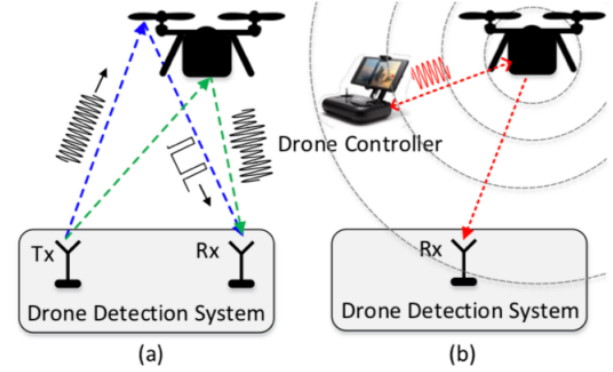 Drone Controller
Tx
Rx
Drone Detection System
(a)
Rx
Drone Detection System
(b)